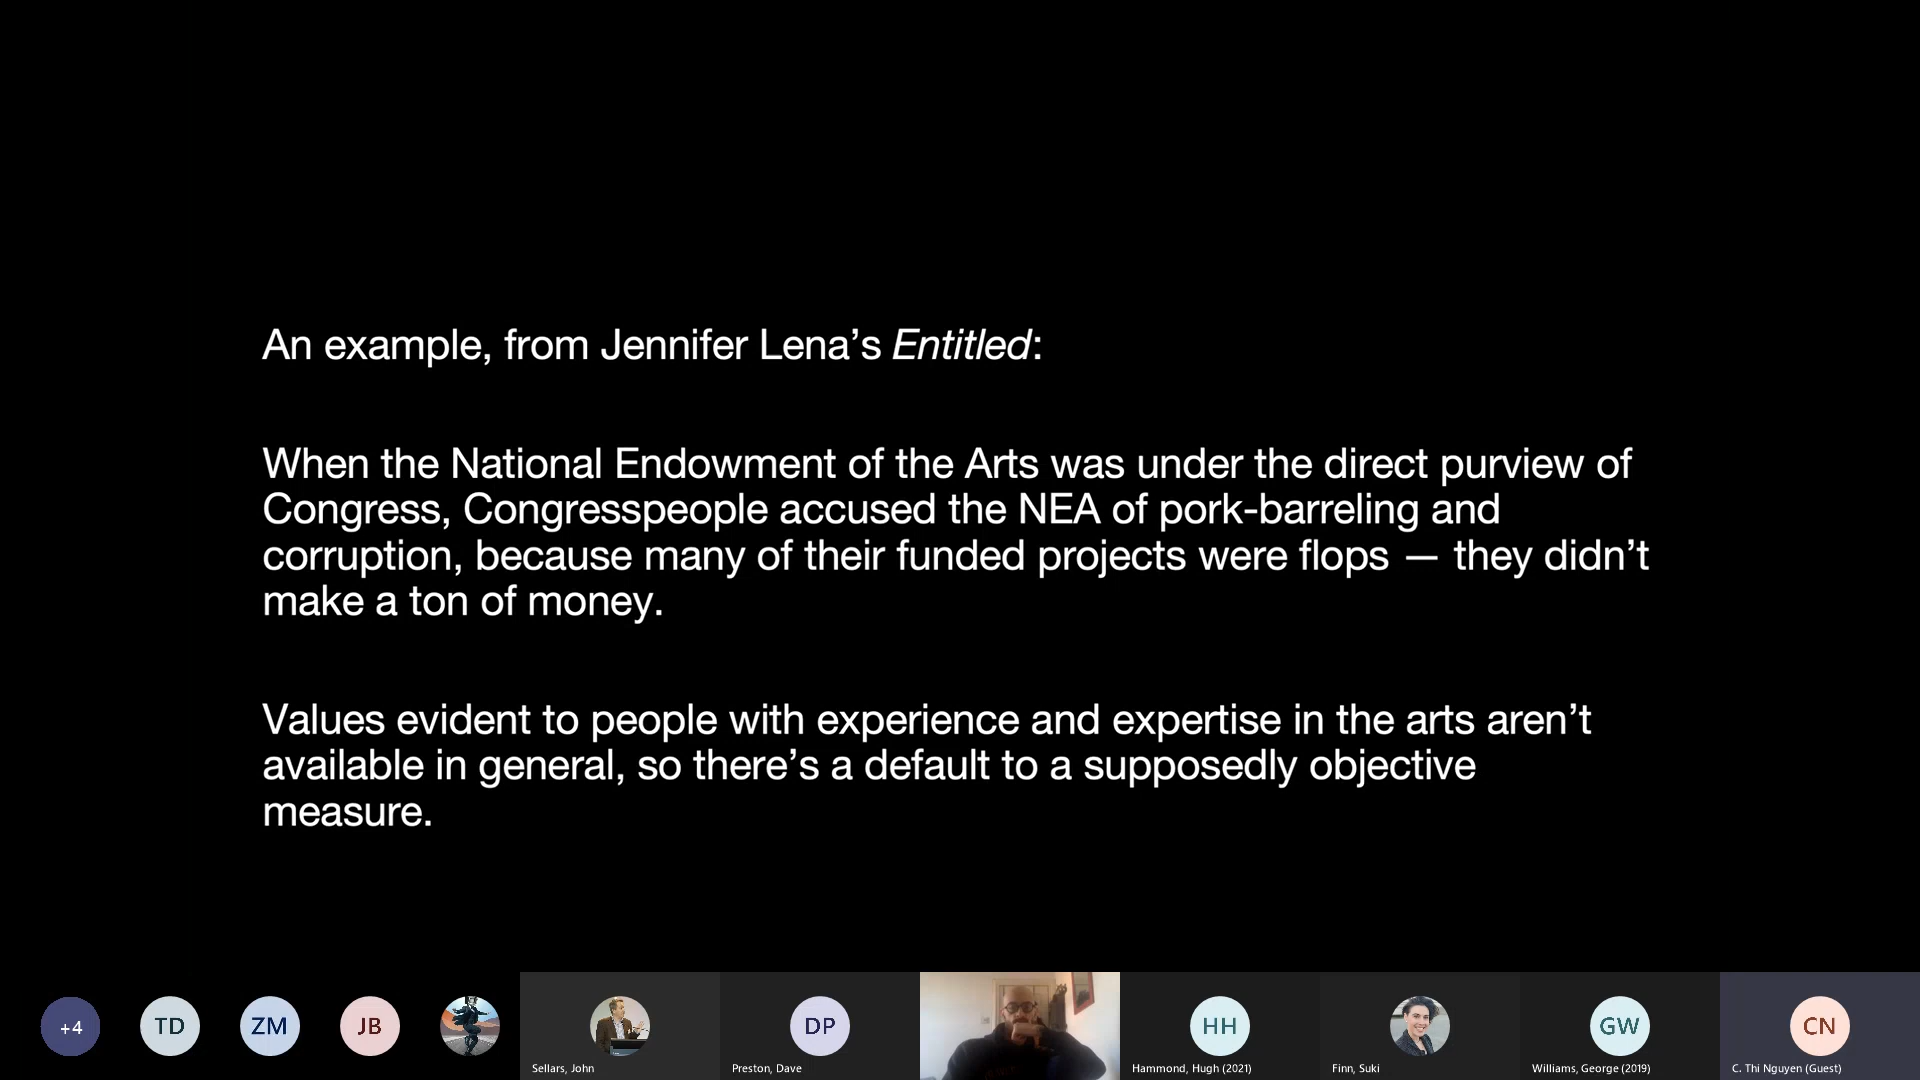 An example, from Jennifer Lena’s Entitled:
When the National Endowment of the Arts was under the direct purview of
Congress, Congresspeople accused the NEA of pork-barreling and
corruption, because many of their funded projects were flops — they didn’t
make a ton of money.
Values evident to people with experience and expertise in the arts aren’t
available in general, so there’s a default to a supposedly objective
measure.
+4
TD
ZM
JB
DP
HH
GW
CN
Sellars, John
Preston, Dave
Hammond, Hugh (2021)
Finn, Suki
Williams, George (2019)
C. Thi Nguyen (Guest)